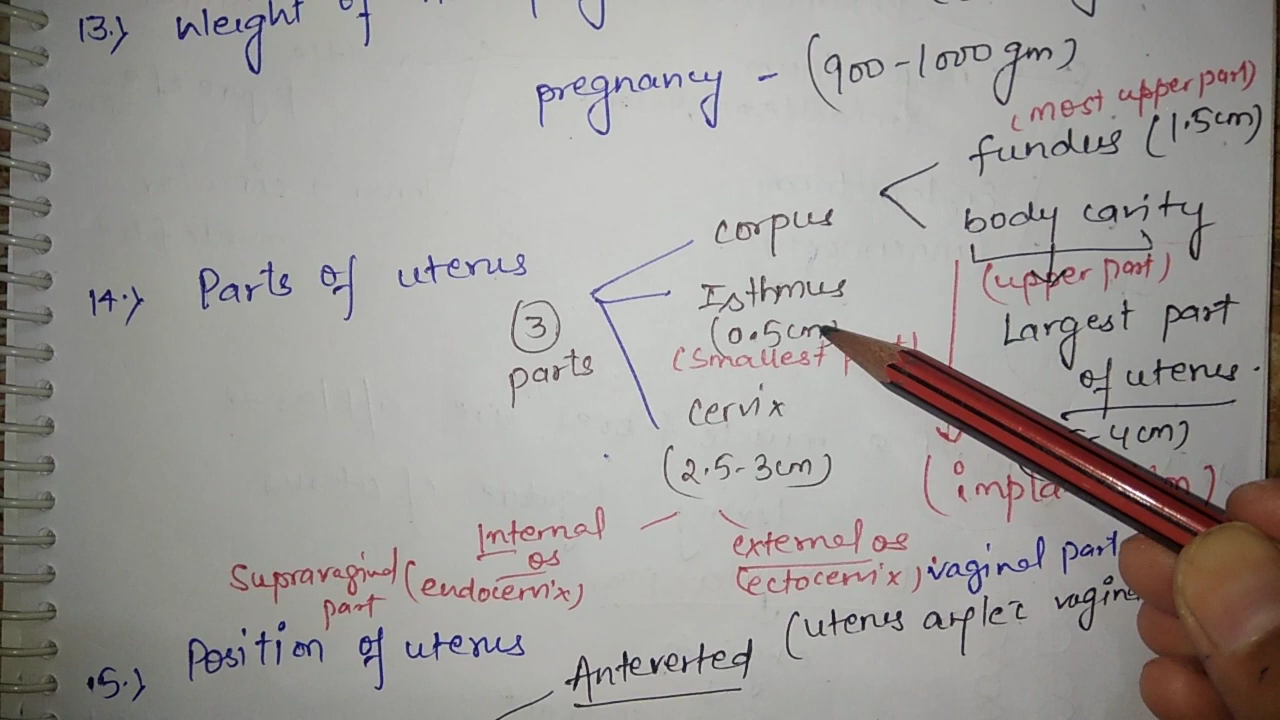 13.) Weight of
pregnancy - (900-1000 gm)
(most upper part)
fundus (1.5cm)
corpus
body cavity
(upper part)
14.) Parts of uterus
Isthmus
(0.5cm)
(Smallest
3
parts
Largest part
of uterus.
cervix
4cm)
(2.5-3cm)
Internal
os
external os
Supravaginal
part
(endocervix)
(ectocervix) vaginal part
(uterus
15.) Position of uterus
Anteverted